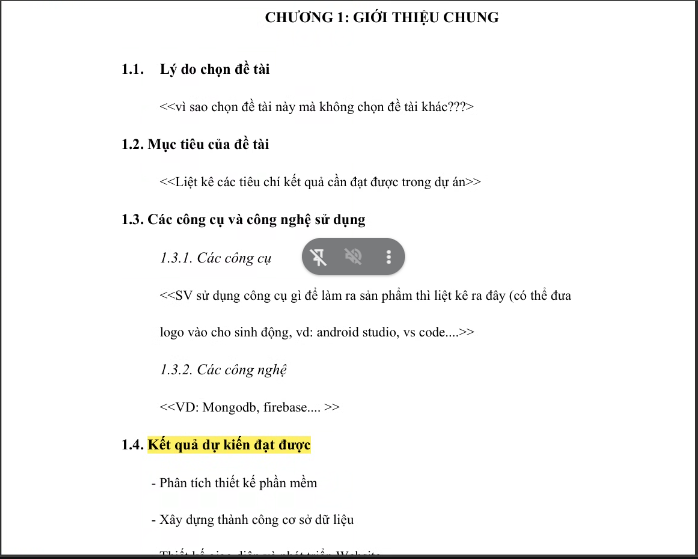 CHƯƠNG 1: GIỚI THIỆU CHUNG
1.1. Lý do chọn đề tài
<<vì sao chọn đề tài này mà không chọn đề tài khác???>
1.2. Mục tiêu của đề tài
<<Liệt kê các tiêu chí kết quả cần đạt được trong dự án>>
1.3. Các công cụ và công nghệ sử dụng
1.3.1. Các công cụ
<<SV sử dụng công cụ gì để làm ra sản phẩm thì liệt kê ra đây (có thể đưa
logo vào cho sinh động, vd: android studio, vs code....>>
1.3.2. Các công nghệ
<<VD: Mongodb, firebase.... >>
1.4. Kết quả dự kiến đạt được
- Phân tích thiết kế phần mềm
- Xây dựng thành công cơ sở dữ liệu